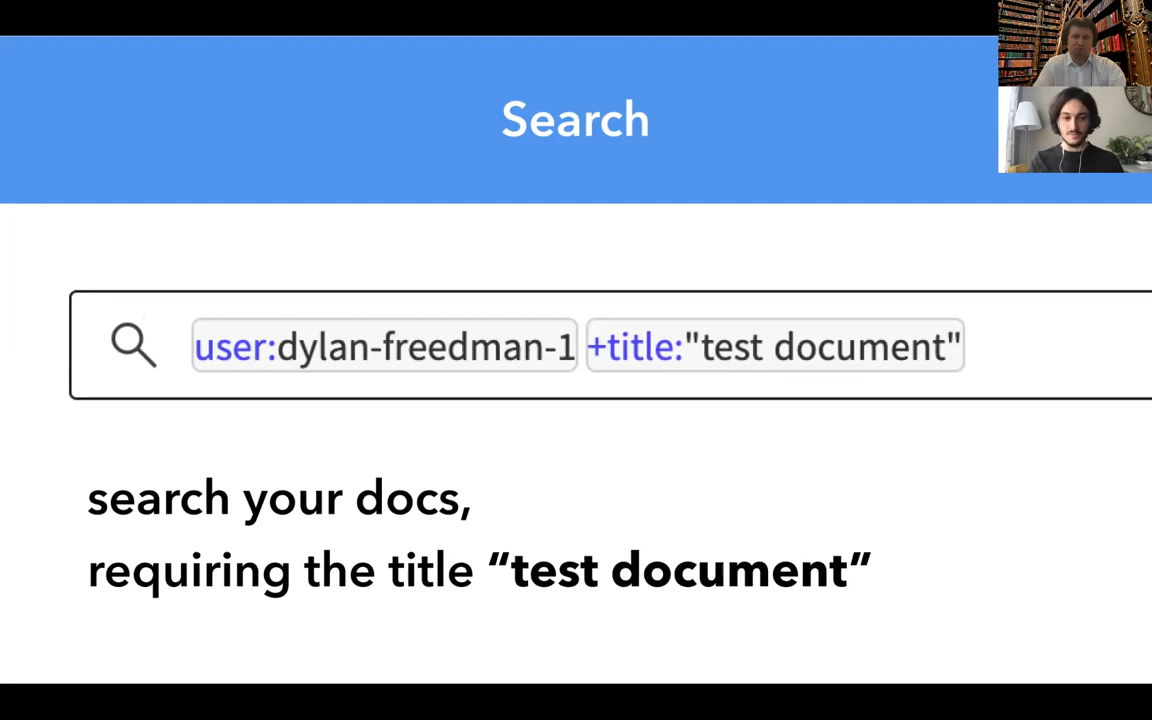 Search
user:dylan-freedman-1 +title:"test document"
search your docs,
requiring the title “test document”